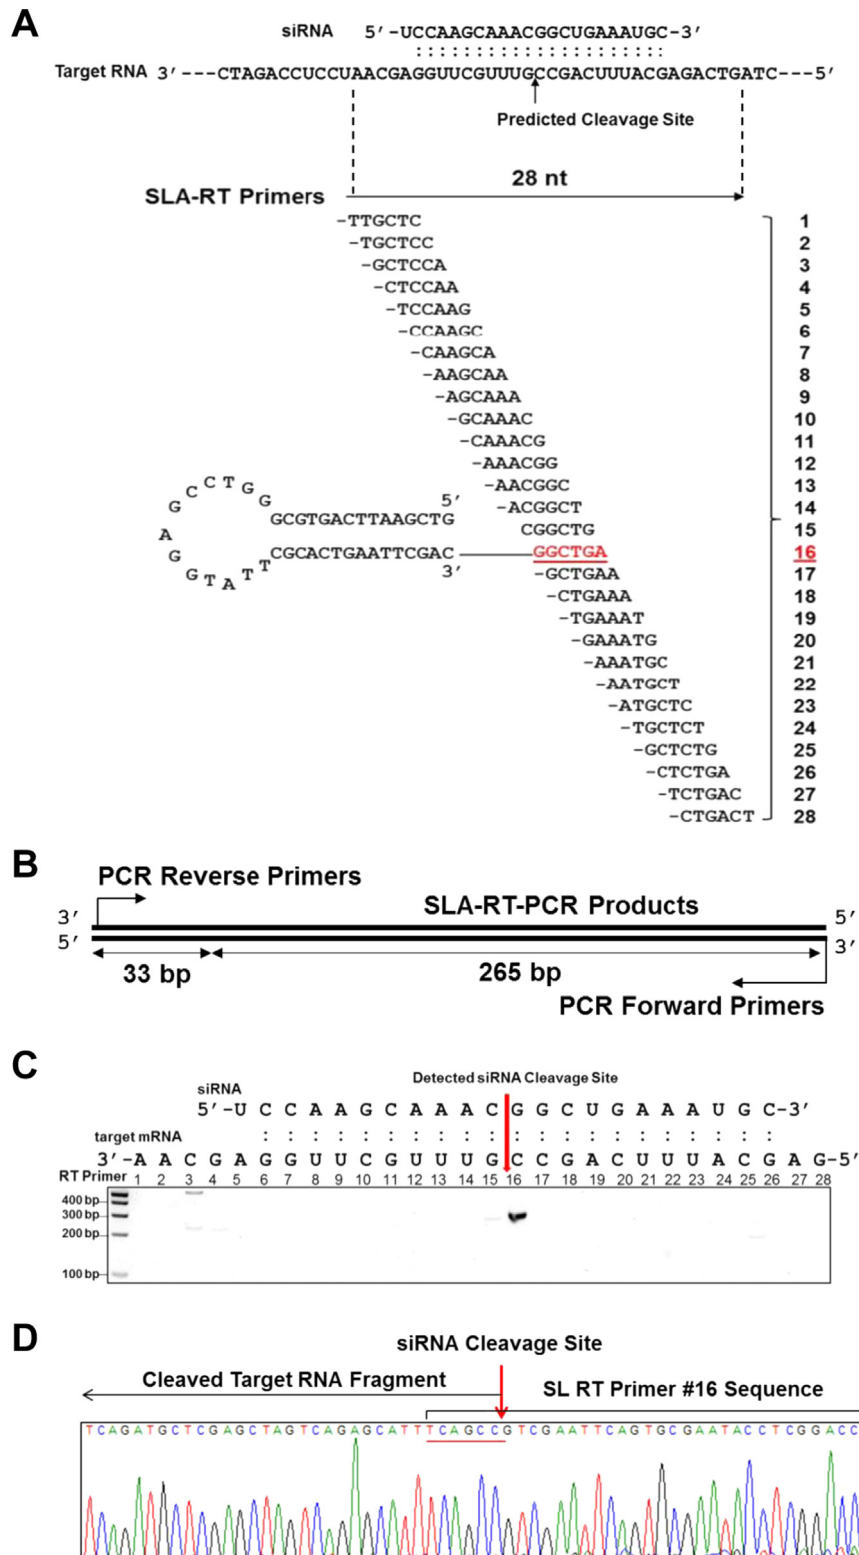 A
siRNA 5'-UCCAAGCAAACGGCUGAAAUGC-3'
:::::::::::::::::::::
Target RNA 3'---CTAGACCTCCUAACGAGGUUCGUUUGCCGACUUUACGAGACTGATC---5'
Predicted Cleavage Site
28 nt
SLA-RT Primers
-TTGCTC 1
-TGCTCC 2
-GCTCCA 3
-CTCCAA 4
-TCCAAG 5
-CCAAGC 6
-CAAGCA 7
-AAGCAA 8
-AGCAAA 9
-GCAAAC 10
-CAAACG 11
-AAACGG 12
-AACGGC 13
-ACGGCT 14
CGGCTG 15
GGCTGA 16
-GCTGAA 17
-CTGAAA 18
-TGAAAT 19
-GAAATG 20
-AAATGC 21
-AATGCT 22
-ATGCTC 23
-TGCTCT 24
-GCTCTG 25
-CTCTGA 26
-TCTGAC 27
-CTGACT 28
5'
GCGTGACTTAAGCTG
G G T C C G A G G T A T T
CGCACTGAATTCGAC
3'
B
PCR Reverse Primers
SLA-RT-PCR Products
3' 5'
5' 3'
33 bp 265 bp
PCR Forward Primers
C
Detected siRNA Cleavage Site
siRNA
5'-U C C A A G C A A A C G G C U G A A A U G C-3'
: : : : : : : : : : : : : : : : : : : : :
target mRNA
3'-A A C G A G G U U C G U U U G C C G A C U U U A C G A G-5'
RT Primer 1 2 3 4 5 6 7 8 9 10 11 12 13 14 15 16 17 18 19 20 21 22 23 24 25 26 27 28
400 bp
300 bp
200 bp
100 bp
D
siRNA Cleavage Site
Cleaved Target RNA Fragment
SL RT Primer #16 Sequence
TCAGATGCTCGAGCTAGTCAGAGCATTTCAGCCGTCGAATTCAGTGCGAATACCTCGGACC